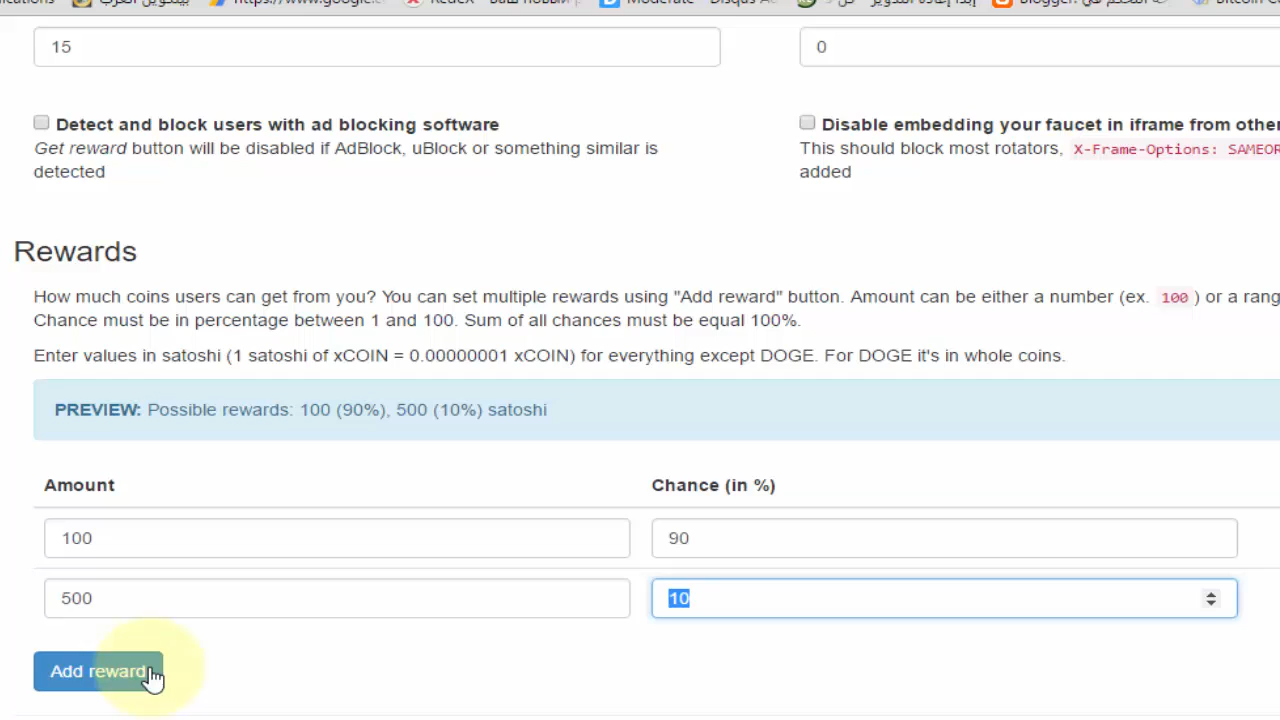 https://www.google.c
15
0
Detect and block users with ad blocking software
Disable embedding your faucet in iframe from other
Get reward button will be disabled if AdBlock, uBlock or something similar is
This should block most rotators, X-Frame-Options: SAMEOR
detected
added
Rewards
How much coins users can get from you? You can set multiple rewards using "Add reward" button. Amount can be either a number (ex. 100 ) or a rang
Chance must be in percentage between 1 and 100. Sum of all chances must be equal 100%.
Enter values in satoshi (1 satoshi of xCOIN = 0.00000001 xCOIN) for everything except DOGE. For DOGE it's in whole coins.
PREVIEW: Possible rewards: 100 (90%), 500 (10%) satoshi
Amount
Chance (in %)
100
90
500
10
Add reward